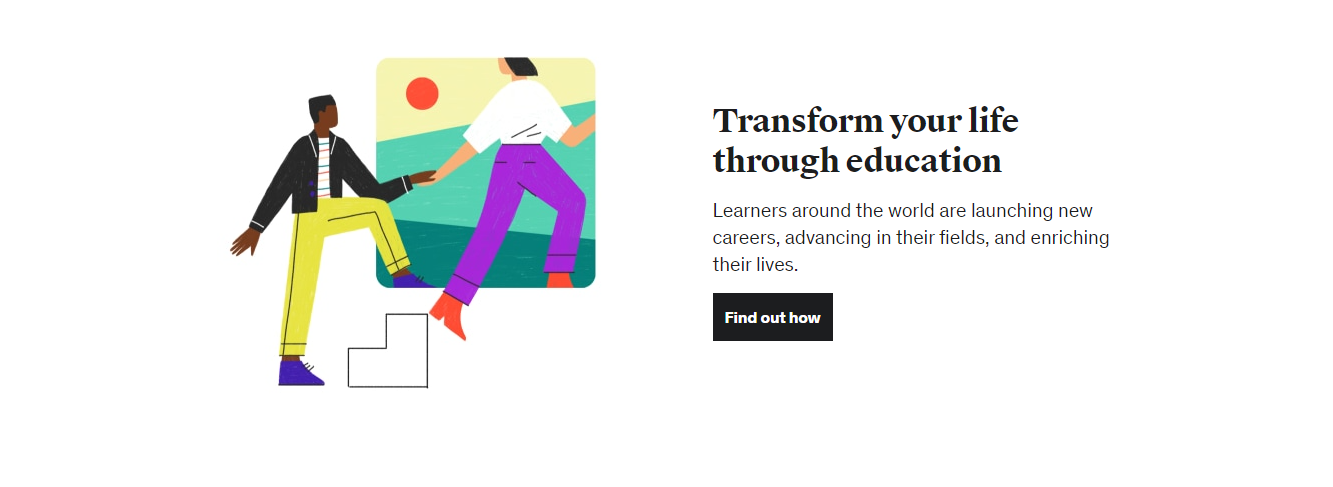 Transform your life
through education
Learners around the world are launching new
careers, advancing in their fields, and enriching
their lives.
Find out how